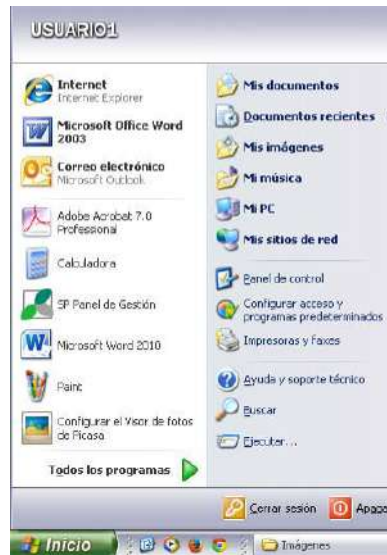 USUARIO1
Internet
Internet Explorer
Microsoft Office Word
2003
Correo electrónico
Microsoft Outlook
Adobe Acrobat 7.0
Professional
Calculadora
SP Panel de Gestión
Microsoft Word 2010
Paint
Configurar el Visor de fotos
de Picasa
Todos los programas
Mis documentos
Documentos recientes
Mis imágenes
Mi música
Mi PC
Mis sitios de red
Panel de control
Configurar acceso y
programas predeterminados
Impresoras y faxes
Ayuda y soporte técnico
Buscar
Ejecutar...
Cerrar sesión
Apaga
Inicio
Imágenes